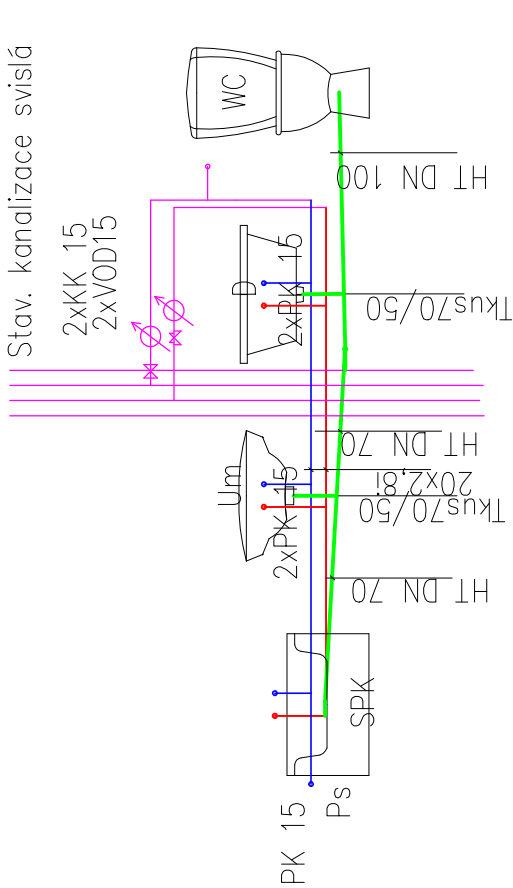 Stav. kanalizace svislá
2xKK 15
2xVOD15
WC
HT DN 100
D
2xPK 15
Tkus70/50
Um
2xPK 15
HT DN 70
20x2,8i
Tkus70/50
HT DN 70
SPK
PK 15
Ps